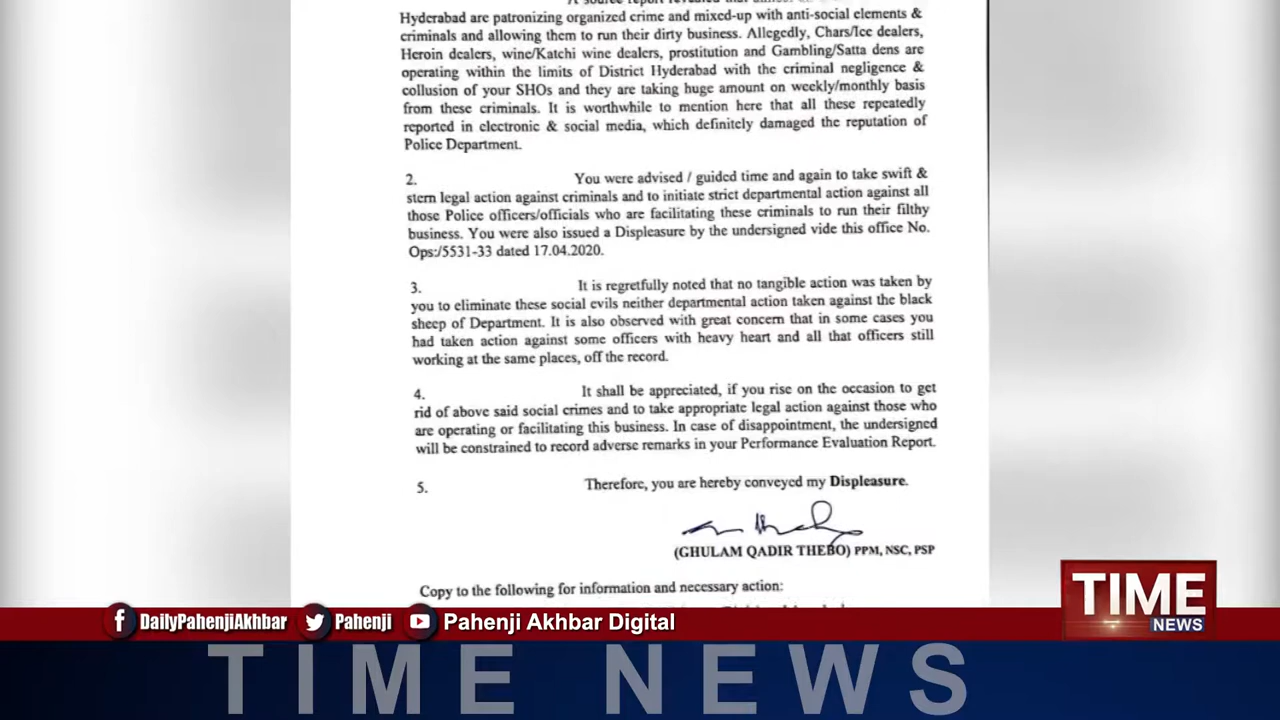 A source report revealed that
Hyderabad are patronizing organized crime and mixed-up with anti-social elements &
criminals and allowing them to run their dirty business. Allegedly, Chars/Ice dealers,
Heroin dealers, wine/Katchi wine dealers, prostitution and Gambling/Satta dens are
operating within the limits of District Hyderabad with the criminal negligence &
collusion of your SHOs and they are taking huge amount on weekly/monthly basis
from these criminals. It is worthwhile to mention here that all these repeatedly
reported in electronic & social media, which definitely damaged the reputation of
Police Department.
2. You were advised / guided time and again to take swift &
stern legal action against criminals and to initiate strict departmental action against all
those Police officers/officials who are facilitating these criminals to run their filthy
business. You were also issued a Displeasure by the undersigned vide this office No.
Ops:/5531-33 dated 17.04.2020.
3. It is regretfully noted that no tangible action was taken by
you to eliminate these social evils neither departmental action taken against the black
sheep of Department. It is also observed with great concern that in some cases you
had taken action against some officers with heavy heart and all that officers still
working at the same places, off the record.
4. It shall be appreciated, if you rise on the occasion to get
rid of above said social crimes and to take appropriate legal action against those who
are operating or facilitating this business. In case of disappointment, the undersigned
will be constrained to record adverse remarks in your Performance Evaluation Report.
5. Therefore, you are hereby conveyed my Displeasure.
(GHULAM QADIR THEBO) PPM, NSC, PSP
Copy to the following for information and necessary action:
TIME
NEWS
DailyPahenjiAkhbar Pahenji Pahenji Akhbar Digital
TIME NEWS